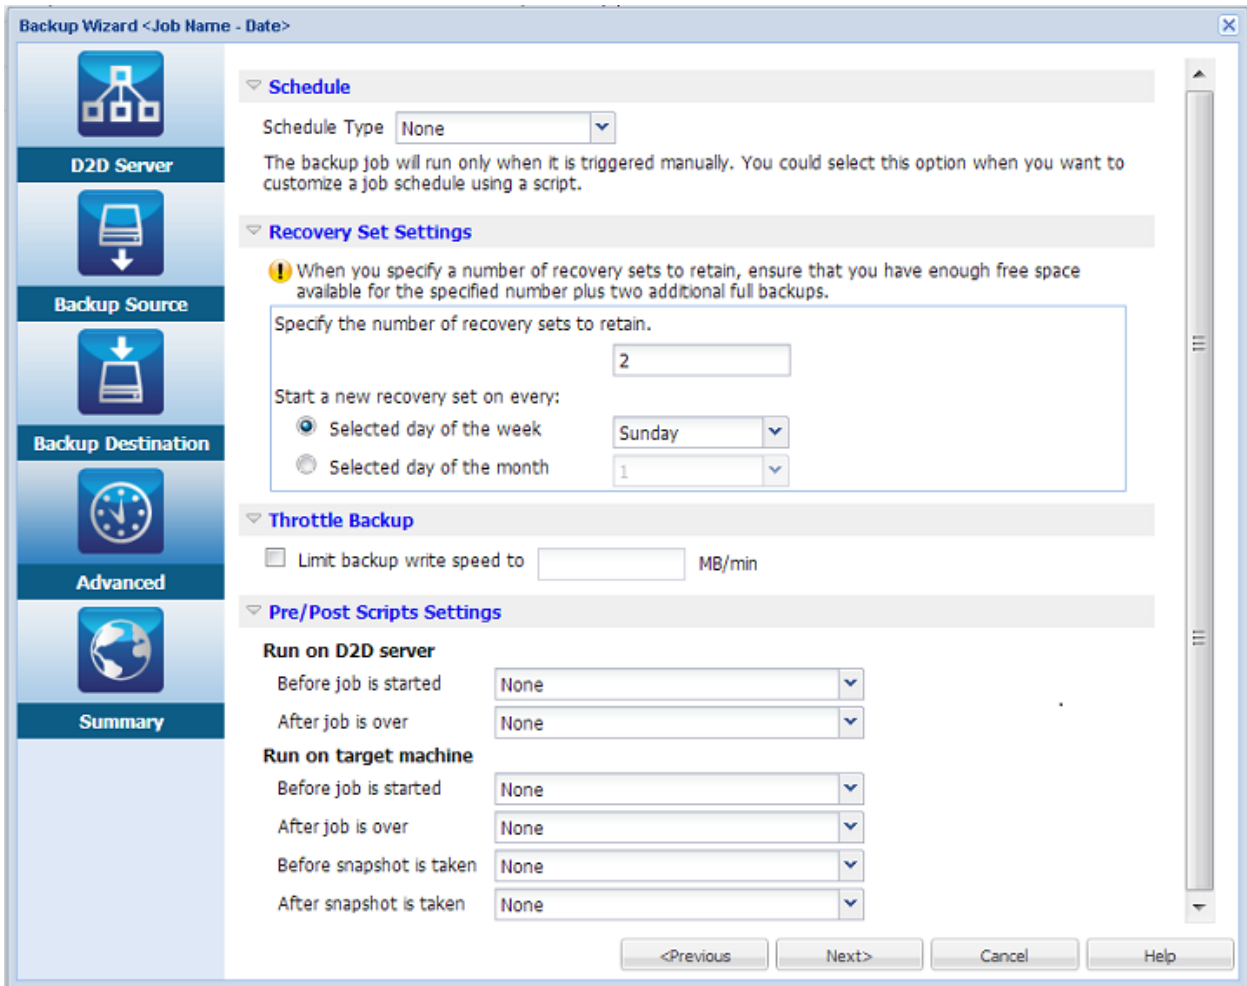 Backup Wizard <Job Name - Date>
D2D Server
Backup Source
Backup Destination
Advanced
Summary
Schedule
Schedule Type None
The backup job will run only when it is triggered manually. You could select this option when you want to
customize a job schedule using a script.
Recovery Set Settings
When you specify a number of recovery sets to retain, ensure that you have enough free space
available for the specified number plus two additional full backups.
Specify the number of recovery sets to retain.
2
Start a new recovery set on every:
Selected day of the week Sunday
Selected day of the month 1
Throttle Backup
Limit backup write speed to MB/min
Pre/Post Scripts Settings
Run on D2D server
Before job is started None
After job is over None
Run on target machine
Before job is started None
After job is over None
Before snapshot is taken None
After snapshot is taken None
<Previous Next> Cancel Help